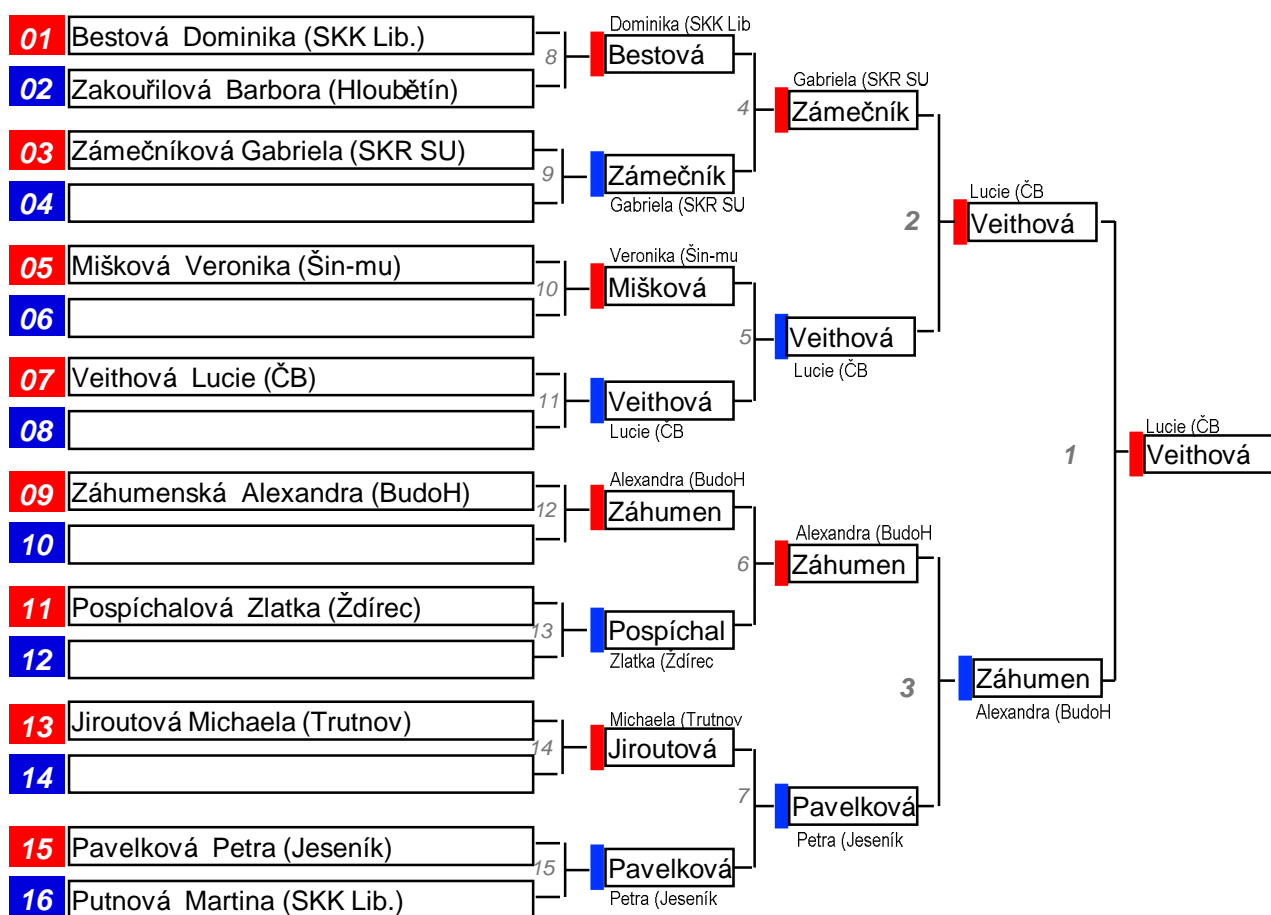 01 Bestová Dominika (SKK Lib.)
02 Zakouřilová Barbora (Hloubětín)
03 Zámečníková Gabriela (SKR SU)
04
05 Mišková Veronika (Šin-mu)
06
07 Veithová Lucie (ČB)
08
09 Záhumenská Alexandra (BudoH)
10
11 Pospíchalová Zlatka (Ždírec)
12
13 Jiroutová Michaela (Trutnov)
14
15 Pavelková Petra (Jeseník)
16 Putnová Martina (SKK Lib.)
8
9
10
11
12
13
14
15
Dominika (SKK Lib
Bestová
Zámečník
Gabriela (SKR SU
Veronika (Šin-mu
Mišková
Veithová
Lucie (ČB
Alexandra (BudoH
Záhumen
Pospíchal
Zlatka (Ždírec
Michaela (Trutnov
Jiroutová
Pavelková
Petra (Jeseník
4
5
6
7
Gabriela (SKR SU
Zámečník
Veithová
Lucie (ČB
Alexandra (BudoH
Záhumen
Pavelková
Petra (Jeseník
2
3
Lucie (ČB
Veithová
Záhumen
Alexandra (BudoH
1
Lucie (ČB
Veithová